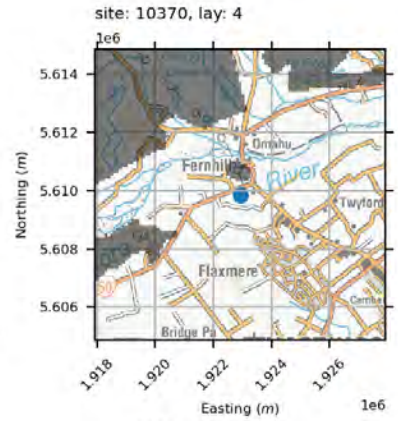 site: 10370, lay: 4
1e6
5.614
5.612
5.610
5.608
5.606
Northing (m)
Omahu
Fernhill
River
Twyford
Flaxmere
50
Bridge Pa
1.918
1.920
1.922
1.924
1.926
1e6
Easting (m)